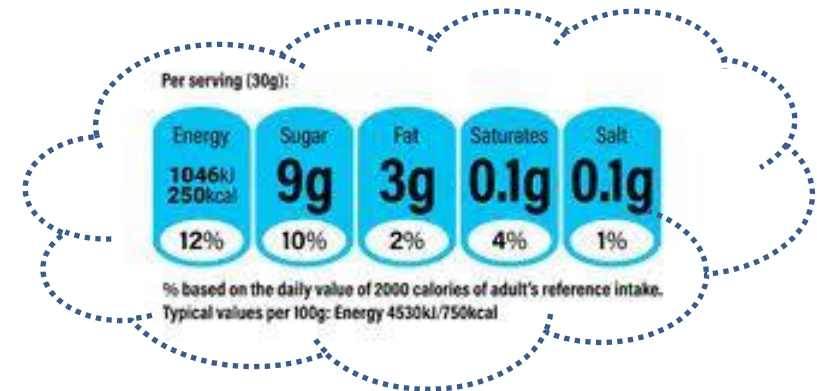 Per serving (30g):
Energy Sugar Fat Saturates Salt
1046kJ
250kcal 9g 3g 0.1g 0.1g
12% 10% 2% 4% 1%
% based on the daily value of 2000 calories of adult's reference intake.
Typical values per 100g: Energy 4530kJ/750kcal